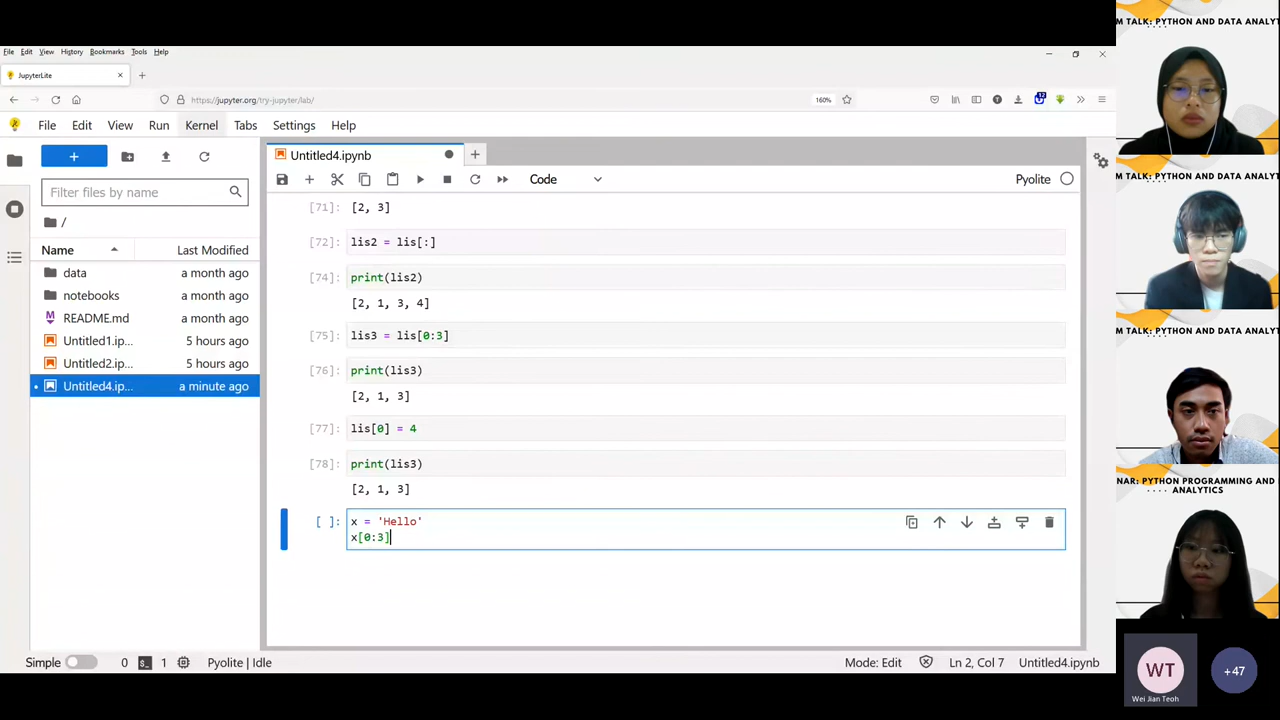 File Edit View History Bookmarks Tools Help
JupyterLite
https://jupyter.org/try-jupyter/lab/
160%
File Edit View Run Kernel Tabs Settings Help
Filter files by name
/
Name Last Modified
data a month ago
notebooks a month ago
README.md a month ago
Untitled1.ip... 5 hours ago
Untitled2.ip... 5 hours ago
Untitled4.ip... a minute ago
Untitled4.ipynb
Code
Pyolite
[71]: [2, 3]
[72]: lis2 = lis[:]
[74]: print(lis2)
[2, 1, 3, 4]
[75]: lis3 = lis[0:3]
[76]: print(lis3)
[2, 1, 3]
[77]: lis[0] = 4
[78]: print(lis3)
[2, 1, 3]
[ ]: x = 'Hello'
x[0:3]
Simple 0 1 Pyolite | Idle
Mode: Edit Ln 2, Col 7 Untitled4.ipynb
M TALK: PYTHON AND DATA ANALYT
M TALK: PYTHON AND DATA ANALYT
M TALK: PYTHON AND DATA ANALYT
NAR: PYTHON PROGRAMMING AND
ANALYTICS
WT
Wei Jian Teoh
+47